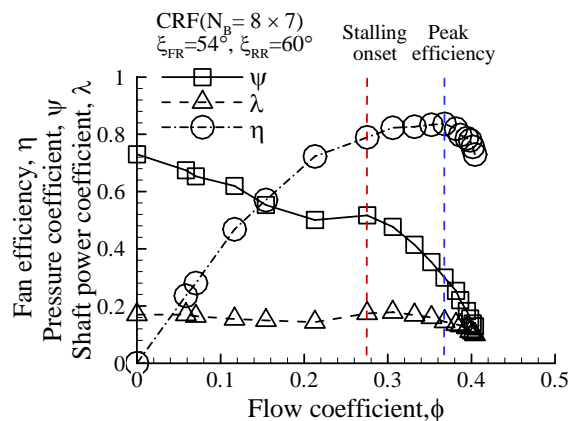 CRF(N_B= 8 × 7)
ξ_FR=54°, ξ_RR=60°
Stalling onset
Peak efficiency
ψ
λ
η
Fan efficiency, η
Pressure coefficient, ψ
Shaft power coefficient, λ
1
0.8
0.6
0.4
0.2
0
0
0.1
0.2
0.3
0.4
0.5
Flow coefficient,ϕ